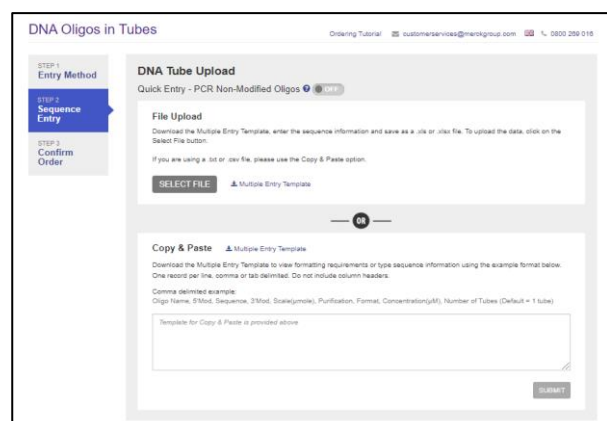 DNA Oligos in Tubes
Ordering Tutorial customerservices@merckgroup.com 0800 269 016
STEP 1
Entry Method
STEP 2
Sequence
Entry
STEP 3
Confirm
Order
DNA Tube Upload
Quick Entry - PCR Non-Modified Oligos ? OFF
File Upload
Download the Multiple Entry Template, enter the sequence information and save as a .xls or .xlsx file. To upload the data, click on the
Select File button.
If you are using a .txt or .csv file, please use the Copy & Paste option.
SELECT FILE Multiple Entry Template
OR
Copy & Paste Multiple Entry Template
Download the Multiple Entry Template to view formatting requirements or type sequence information using the example format below.
One record per line, comma or tab delimited. Do not include column headers.
Comma delimited example:
Oligo Name, 5'Mod, Sequence, 3'Mod, Scale(µmole), Purification, Format, Concentration(µM), Number of Tubes (Default = 1 tube)
Template for Copy & Paste is provided above
SUBMIT